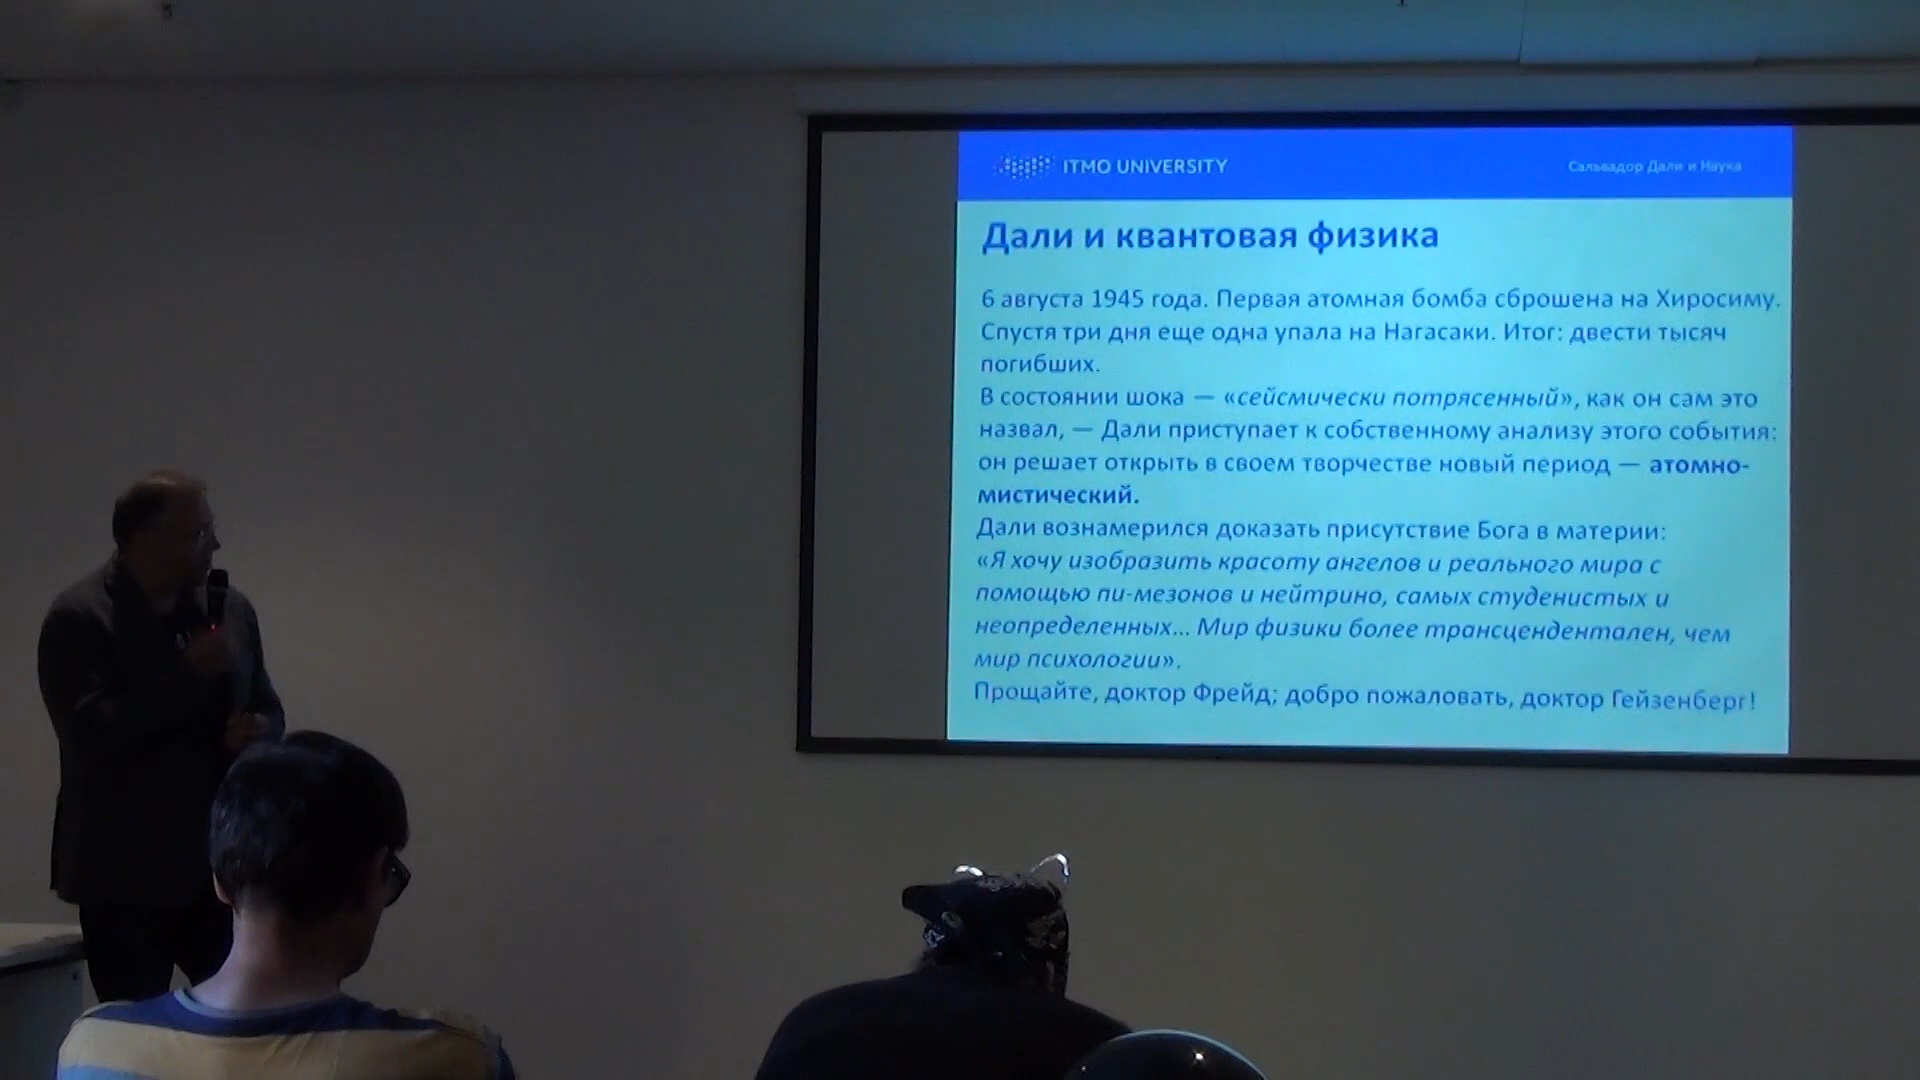 ITMO UNIVERSITY
Сальвадор Дали и Наука
Дали и квантовая физика
6 августа 1945 года. Первая атомная бомба сброшена на Хиросиму.
Спустя три дня еще одна упала на Нагасаки. Итог: двести тысяч
погибших.
В состоянии шока — «сейсмически потрясенный», как он сам это
назвал, — Дали приступает к собственному анализу этого события:
он решает открыть в своем творчестве новый период — атомно-
мистический.
Дали вознамерился доказать присутствие Бога в материи:
«Я хочу изобразить красоту ангелов и реального мира с
помощью пи-мезонов и нейтрино, самых студенистых и
неопределенных... Мир физики более трансцендентален, чем
мир психологии».
Прощайте, доктор Фрейд; добро пожаловать, доктор Гейзенберг!